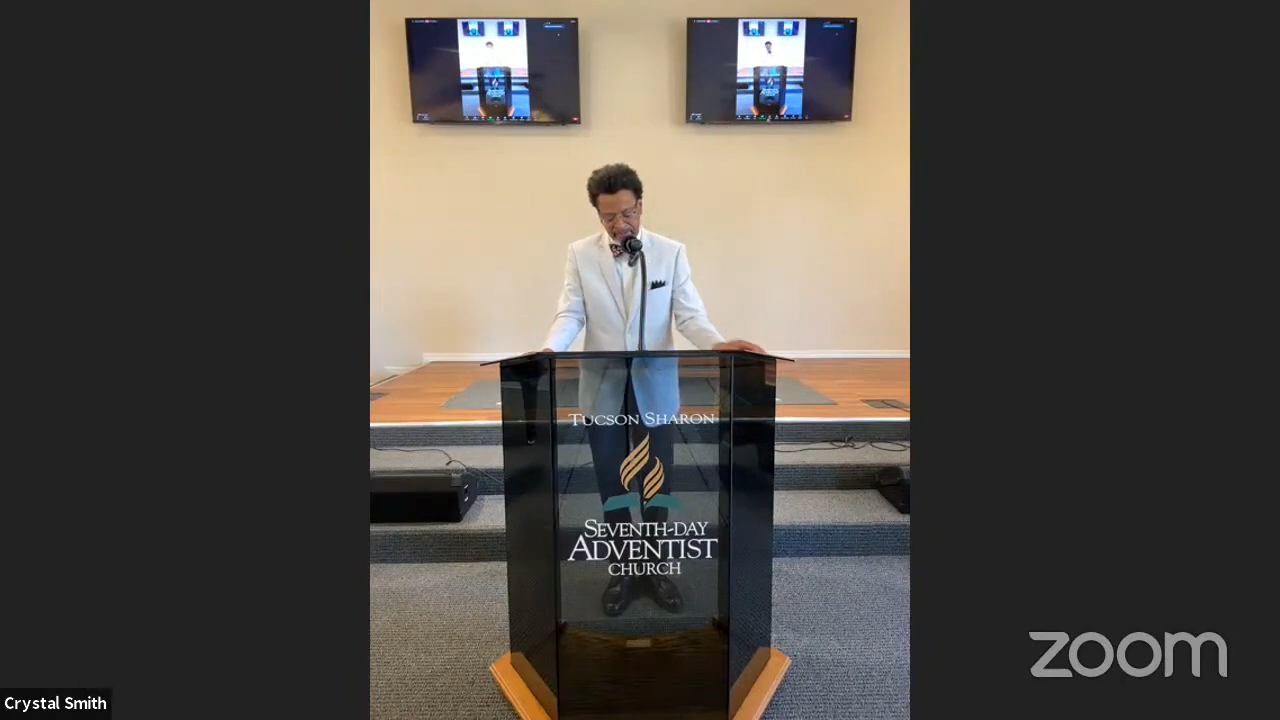 TUCSON SHARON
SEVENTH-DAY
ADVENTIST
CHURCH
zoom
Crystal Smith